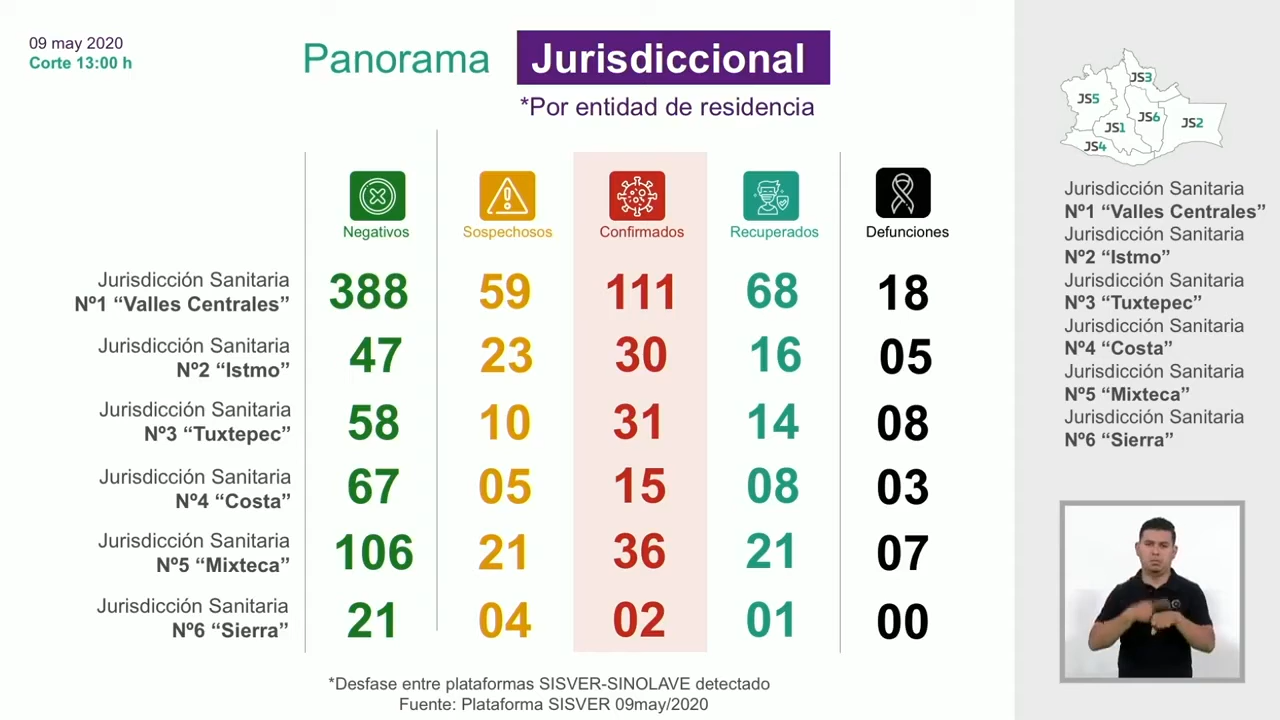 09 may 2020
Corte 13:00 h
Panorama Jurisdiccional
*Por entidad de residencia
Negativos Sospechosos Confirmados Recuperados Defunciones
Jurisdicción Sanitaria
Nº1 “Valles Centrales” 388 59 111 68 18
Jurisdicción Sanitaria
Nº2 “Istmo” 47 23 30 16 05
Jurisdicción Sanitaria
Nº3 “Tuxtepec” 58 10 31 14 08
Jurisdicción Sanitaria
Nº4 “Costa” 67 05 15 08 03
Jurisdicción Sanitaria
Nº5 “Mixteca” 106 21 36 21 07
Jurisdicción Sanitaria
Nº6 “Sierra” 21 04 02 01 00
*Desfase entre plataformas SISVER-SINOLAVE detectado
Fuente: Plataforma SISVER 09may/2020
JS3
JS5
JS6
JS1
JS2
JS4
Jurisdicción Sanitaria
Nº1 “Valles Centrales”
Jurisdicción Sanitaria
Nº2 “Istmo”
Jurisdicción Sanitaria
Nº3 “Tuxtepec”
Jurisdicción Sanitaria
Nº4 “Costa”
Jurisdicción Sanitaria
Nº5 “Mixteca”
Jurisdicción Sanitaria
Nº6 “Sierra”